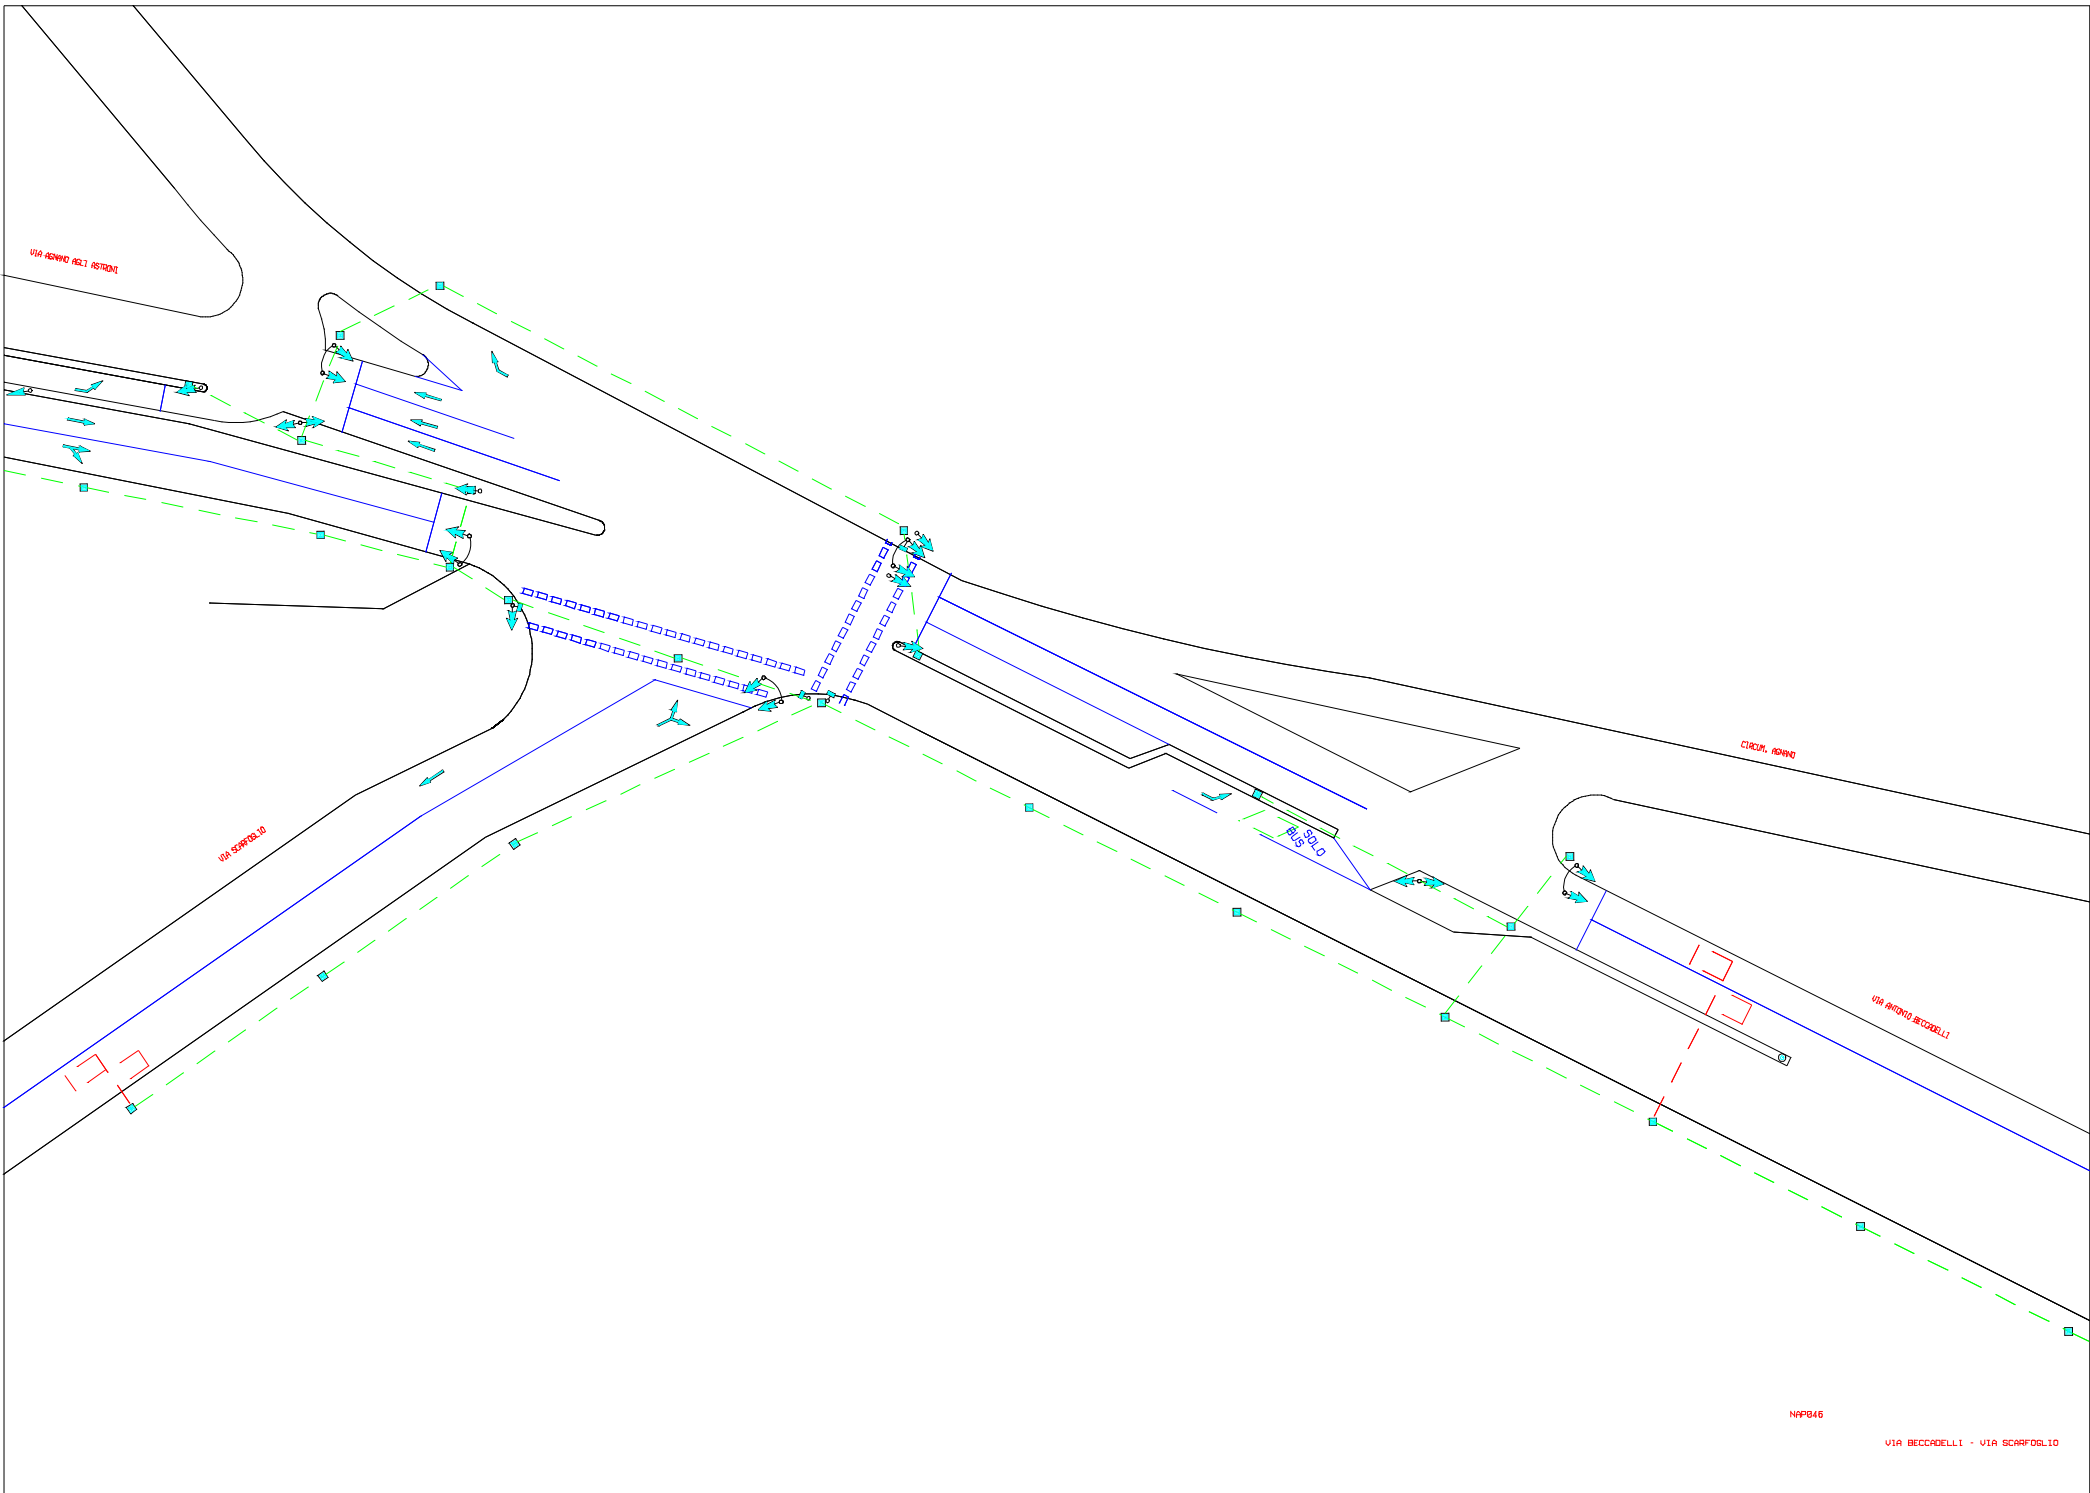 VIA AGNANO AGLI ASTRONI
CIRCUM. AGNANO
SOLO
BUS
VIA SCARFOGLIO
VIA ANTONIO BECCADELLI
NAP046
VIA BECCADELLI - VIA SCARFOGLIO